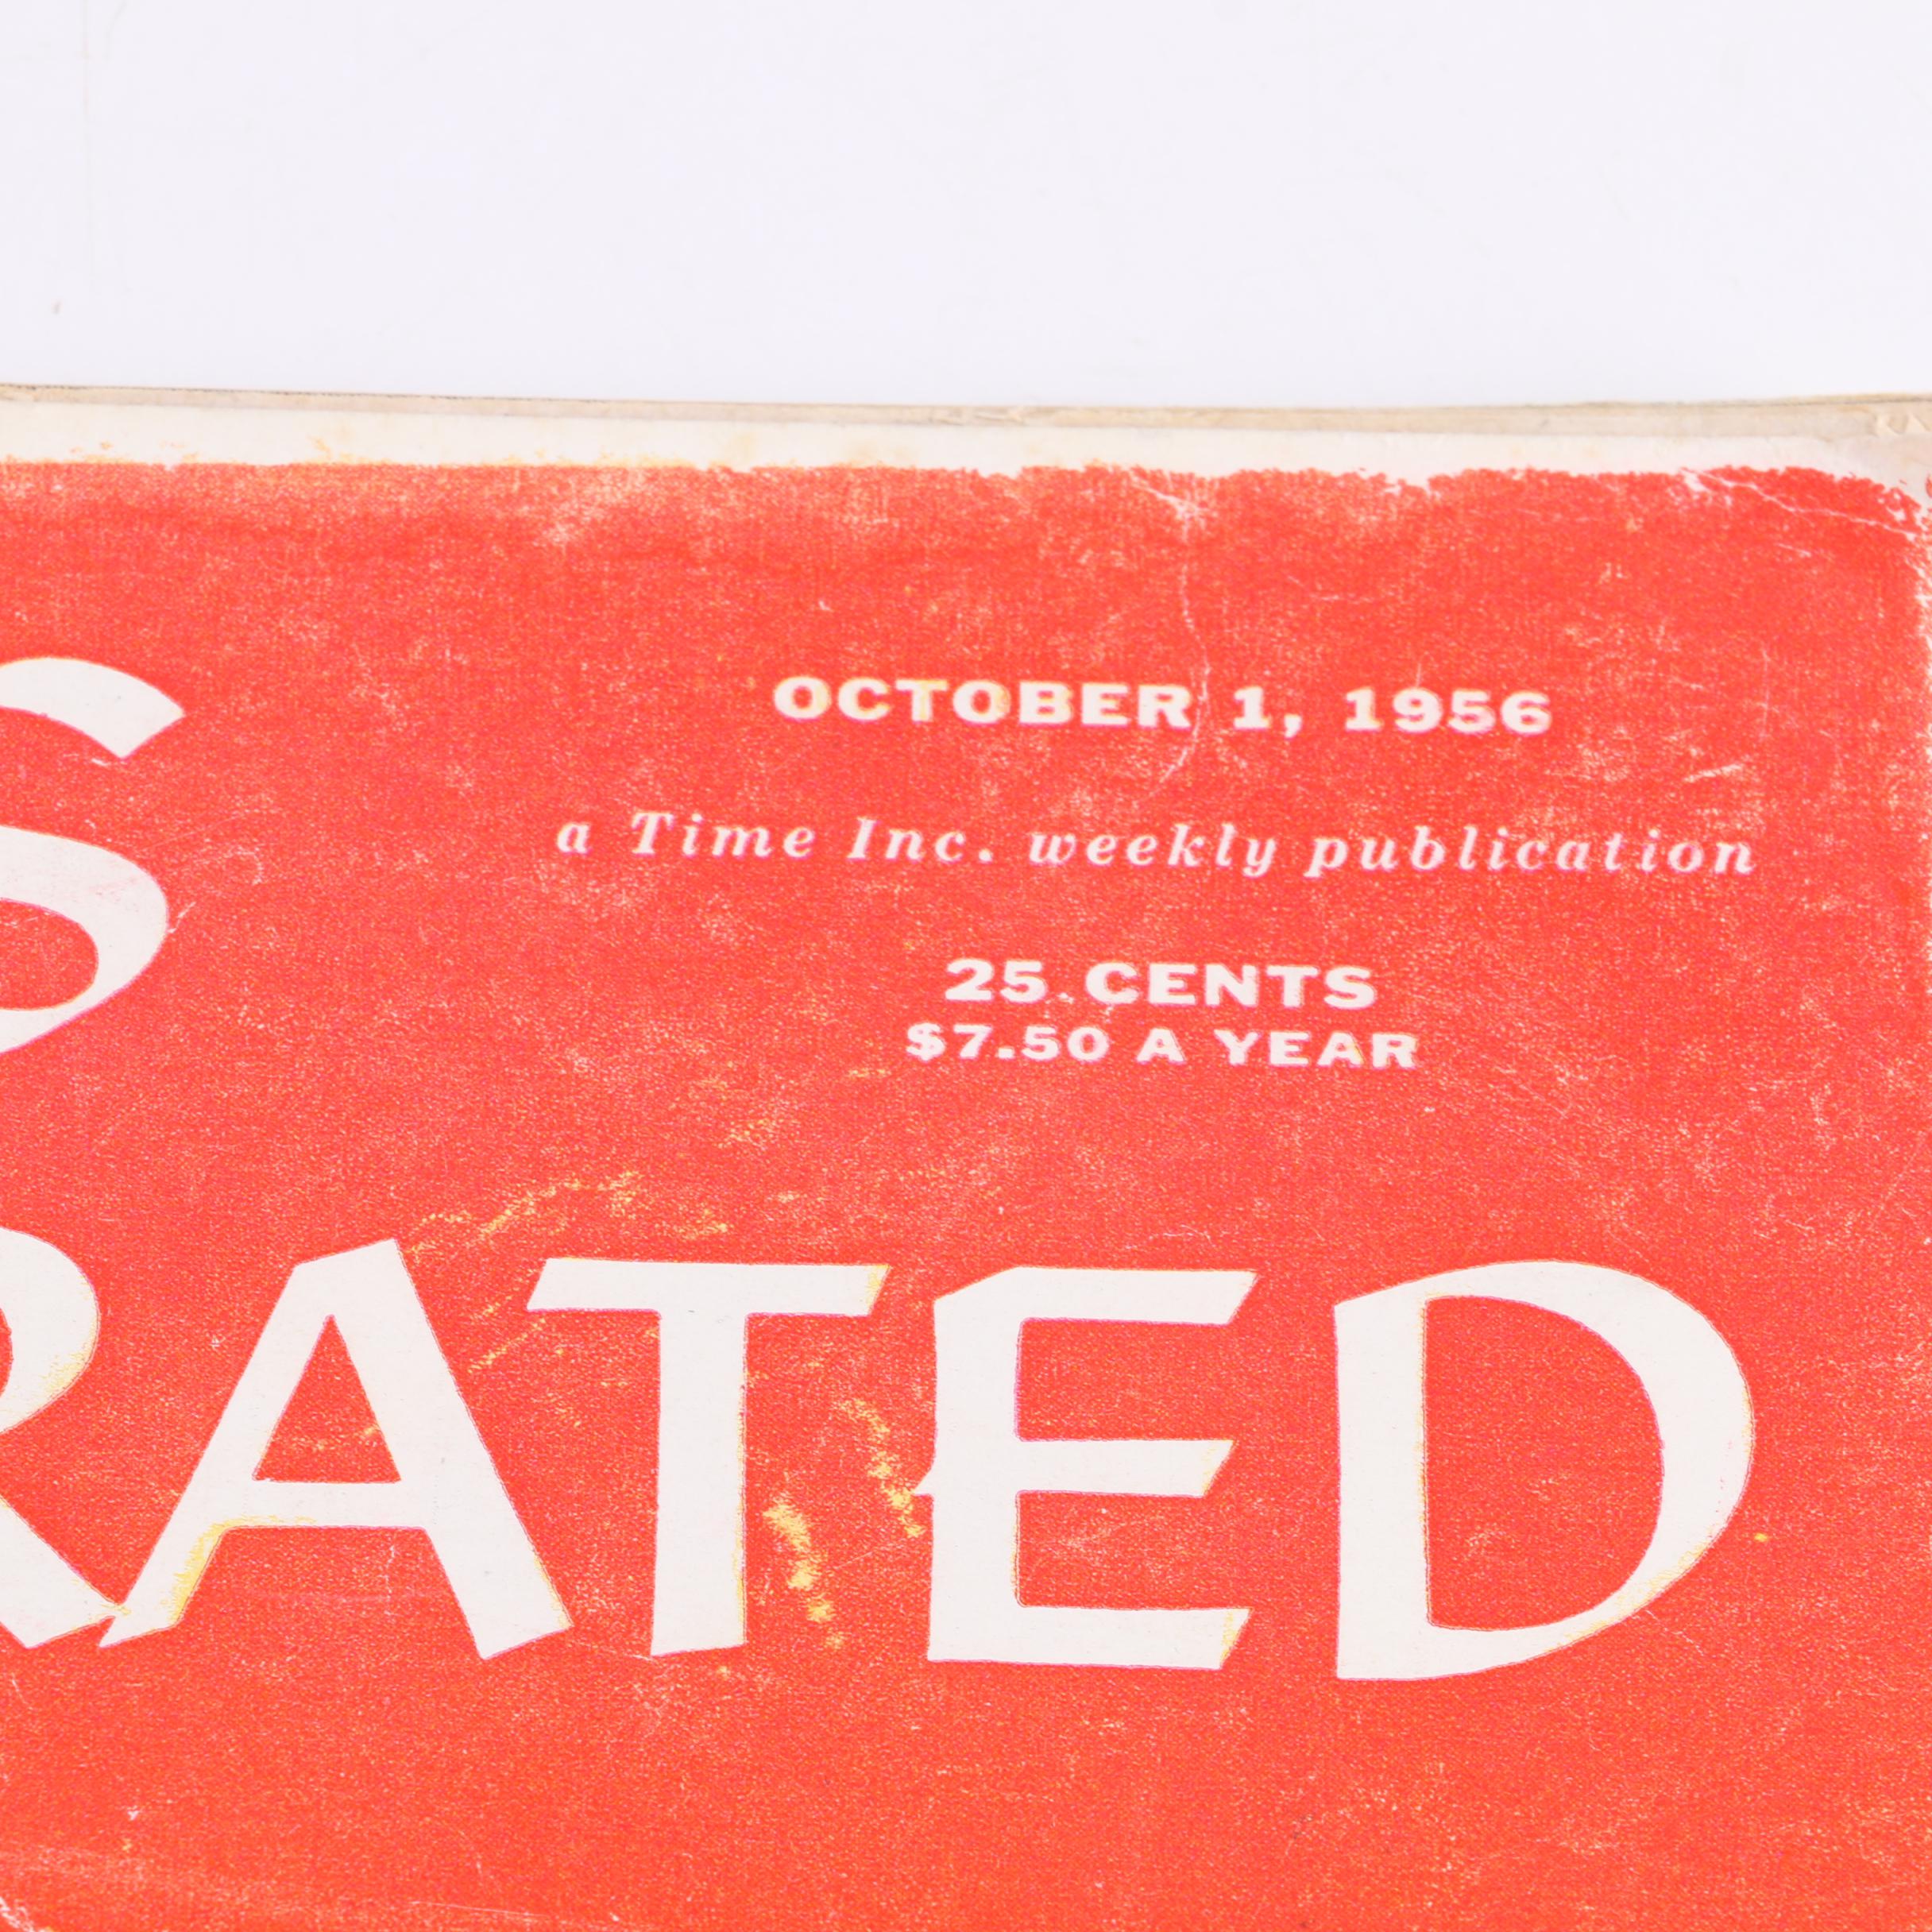 OCTOBER 1, 1956
a Time Inc. weekly publication
25 CENTS
$7.50 A YEAR
S
RATED